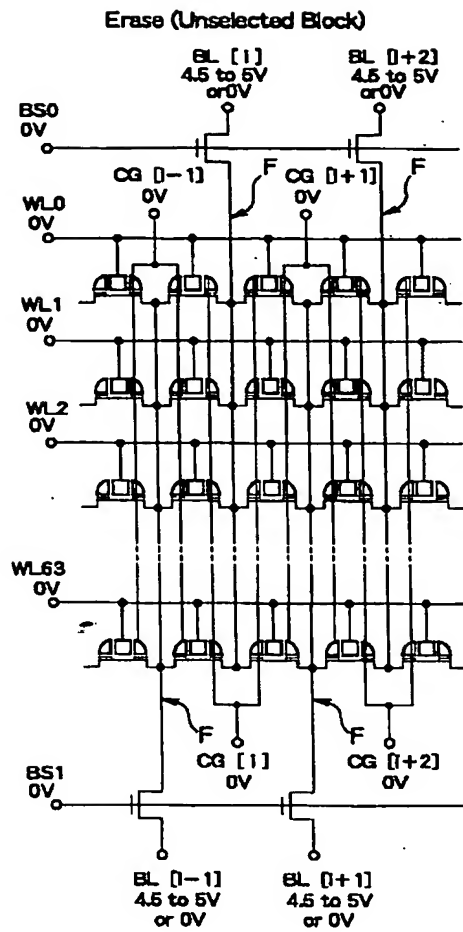 Erase (Unselected Block)
BL [i]
4.5 to 5V
or 0V
BL [i+2]
4.5 to 5V
or 0V
BS0
0V
CG [i-1]
0V
F
CG [i+1]
0V
F
WL0
0V
WL1
0V
WL2
0V
WL63
0V
F
CG [i]
0V
F
CG [i+2]
0V
BS1
0V
BL [i-1]
4.5 to 5V
or 0V
BL [i+1]
4.5 to 5V
or 0V